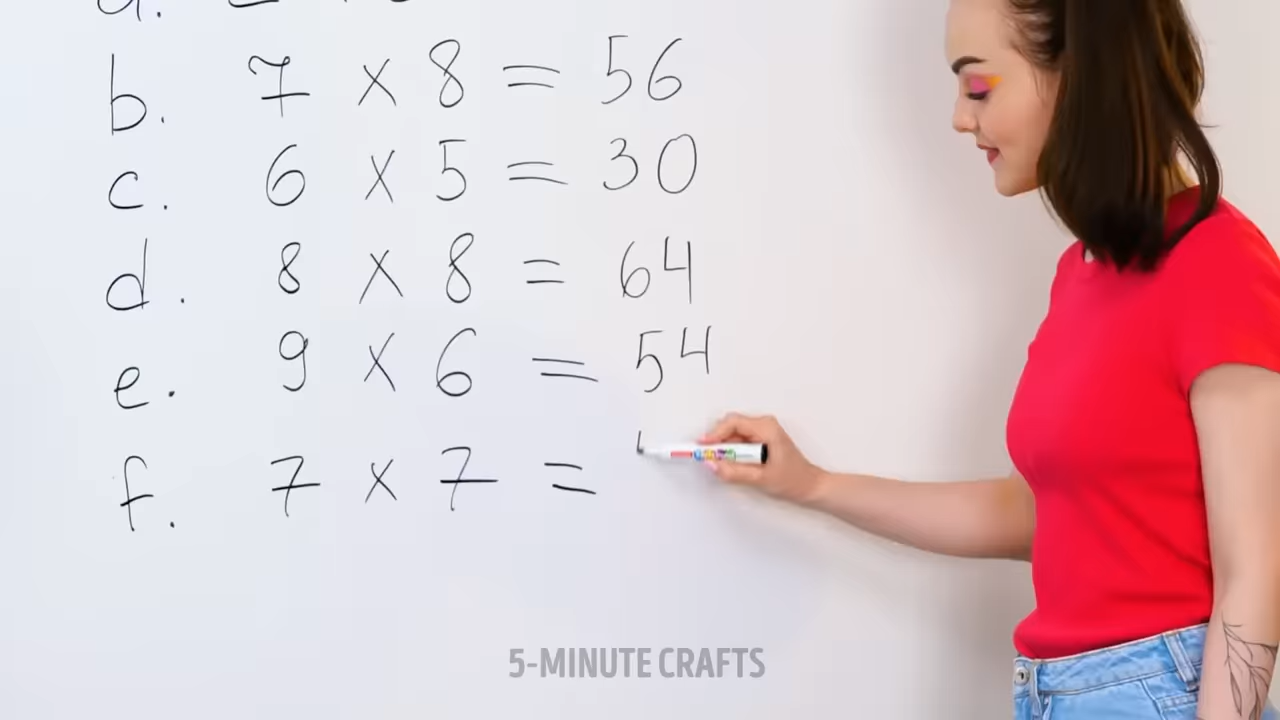 b. 7 × 8 = 56
c. 6 × 5 = 30
d. 8 × 8 = 64
e. 9 × 6 = 54
f. 7 × 7 =
5-MINUTE CRAFTS